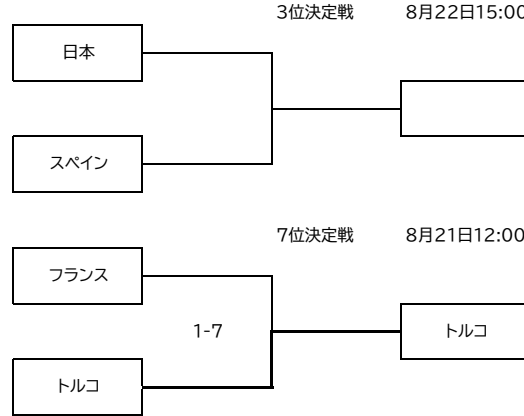 3位決定戦 8月22日15:00
日本
スペイン
7位決定戦 8月21日12:00
フランス
1-7
トルコ
トルコ